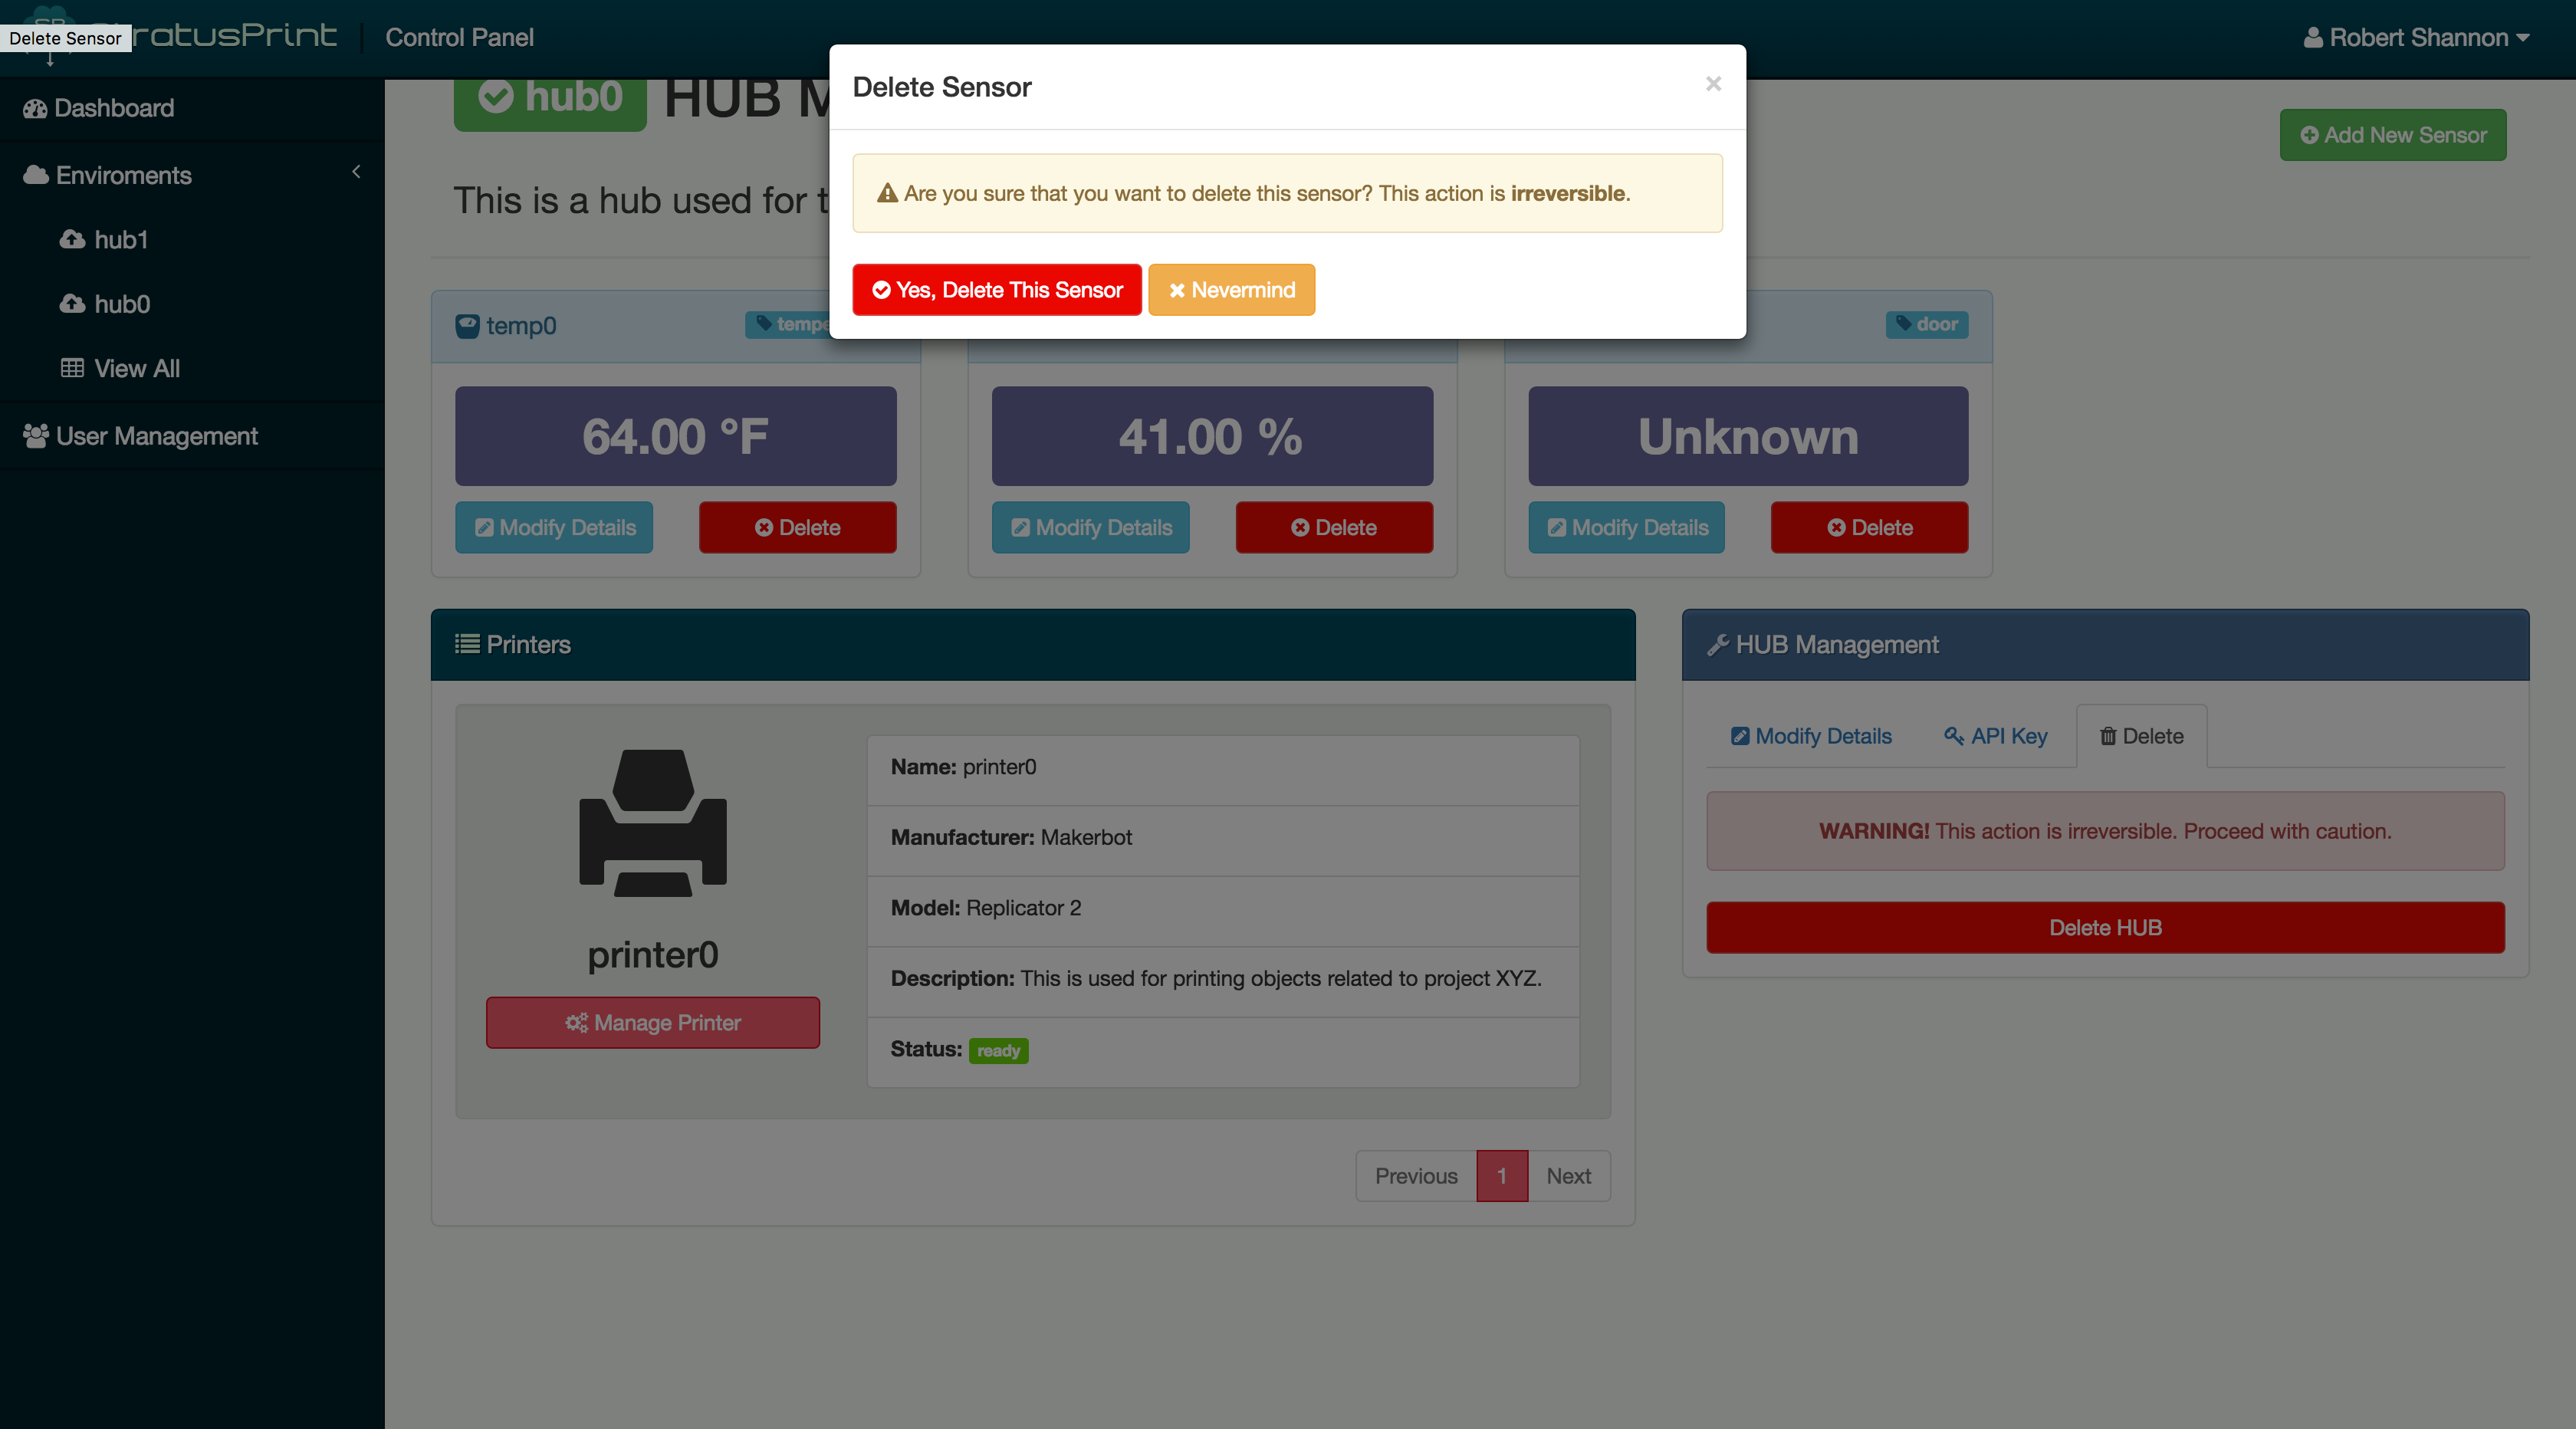 Delete Sensor
ratusPrint
Control Panel
Robert Shannon
Dashboard
Enviroments
hub1
hub0
View All
User Management
hub0 HUB
This is a hub used for
Add New Sensor
Delete Sensor
×
Are you sure that you want to delete this sensor? This action is irreversible.
Yes, Delete This Sensor
Nevermind
temp0
door
64.00 °F
41.00 %
Unknown
Modify Details
Delete
Modify Details
Delete
Modify Details
Delete
Printers
printer0
Manage Printer
Name: printer0
Manufacturer: Makerbot
Model: Replicator 2
Description: This is used for printing objects related to project XYZ.
Status: ready
Previous
1
Next
HUB Management
Modify Details
API Key
Delete
WARNING! This action is irreversible. Proceed with caution.
Delete HUB